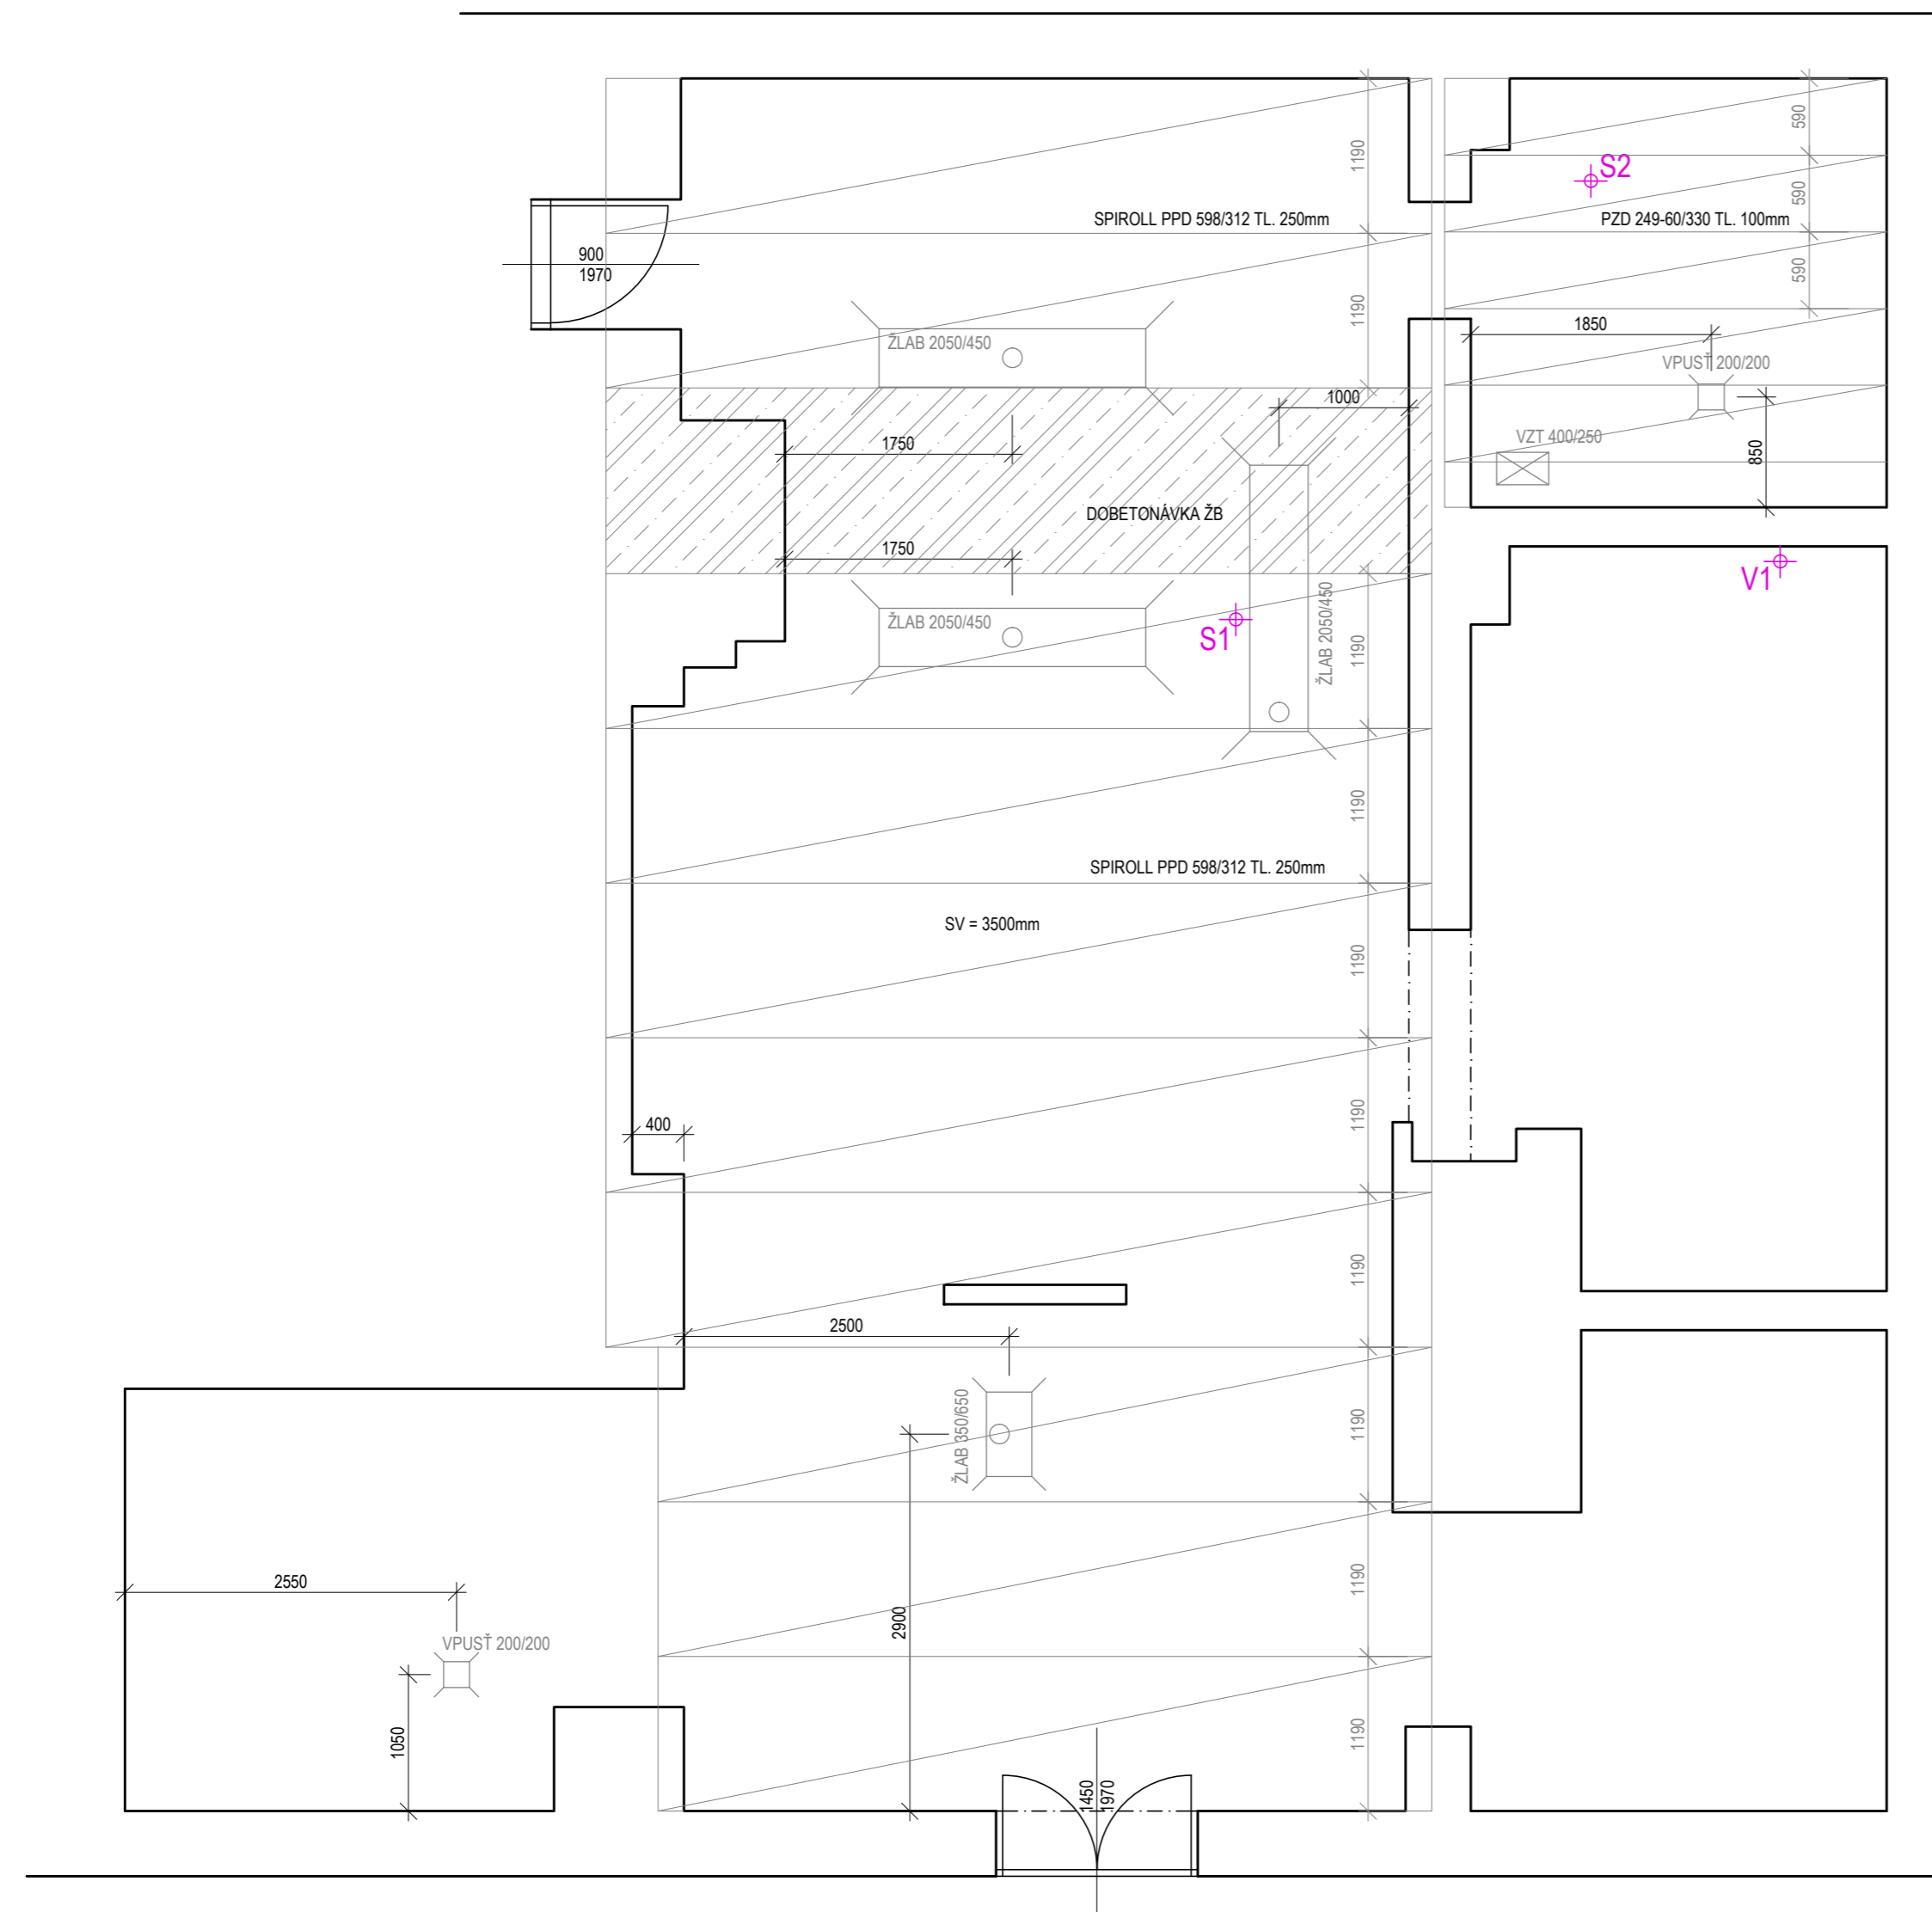 590
1190
S2
590
SPIROLL PPD 598/312 TL. 250mm
PZD 249-60/330 TL. 100mm
900
1970
590
1190
1850
ŽLAB 2050/450
VPUSŤ 200/200
1000
1750
VZT 400/250
850
DOBETONÁVKA ŽB
1750
V1
ŽLAB 2050/450
S1
ŽLAB 2050/450
1190
1190
SPIROLL PPD 598/312 TL. 250mm
SV = 3500mm
1190
400
1190
1190
2500
ŽLAB 350/650
1190
2550
1190
2900
VPUSŤ 200/200
1050
1190
1450
1970